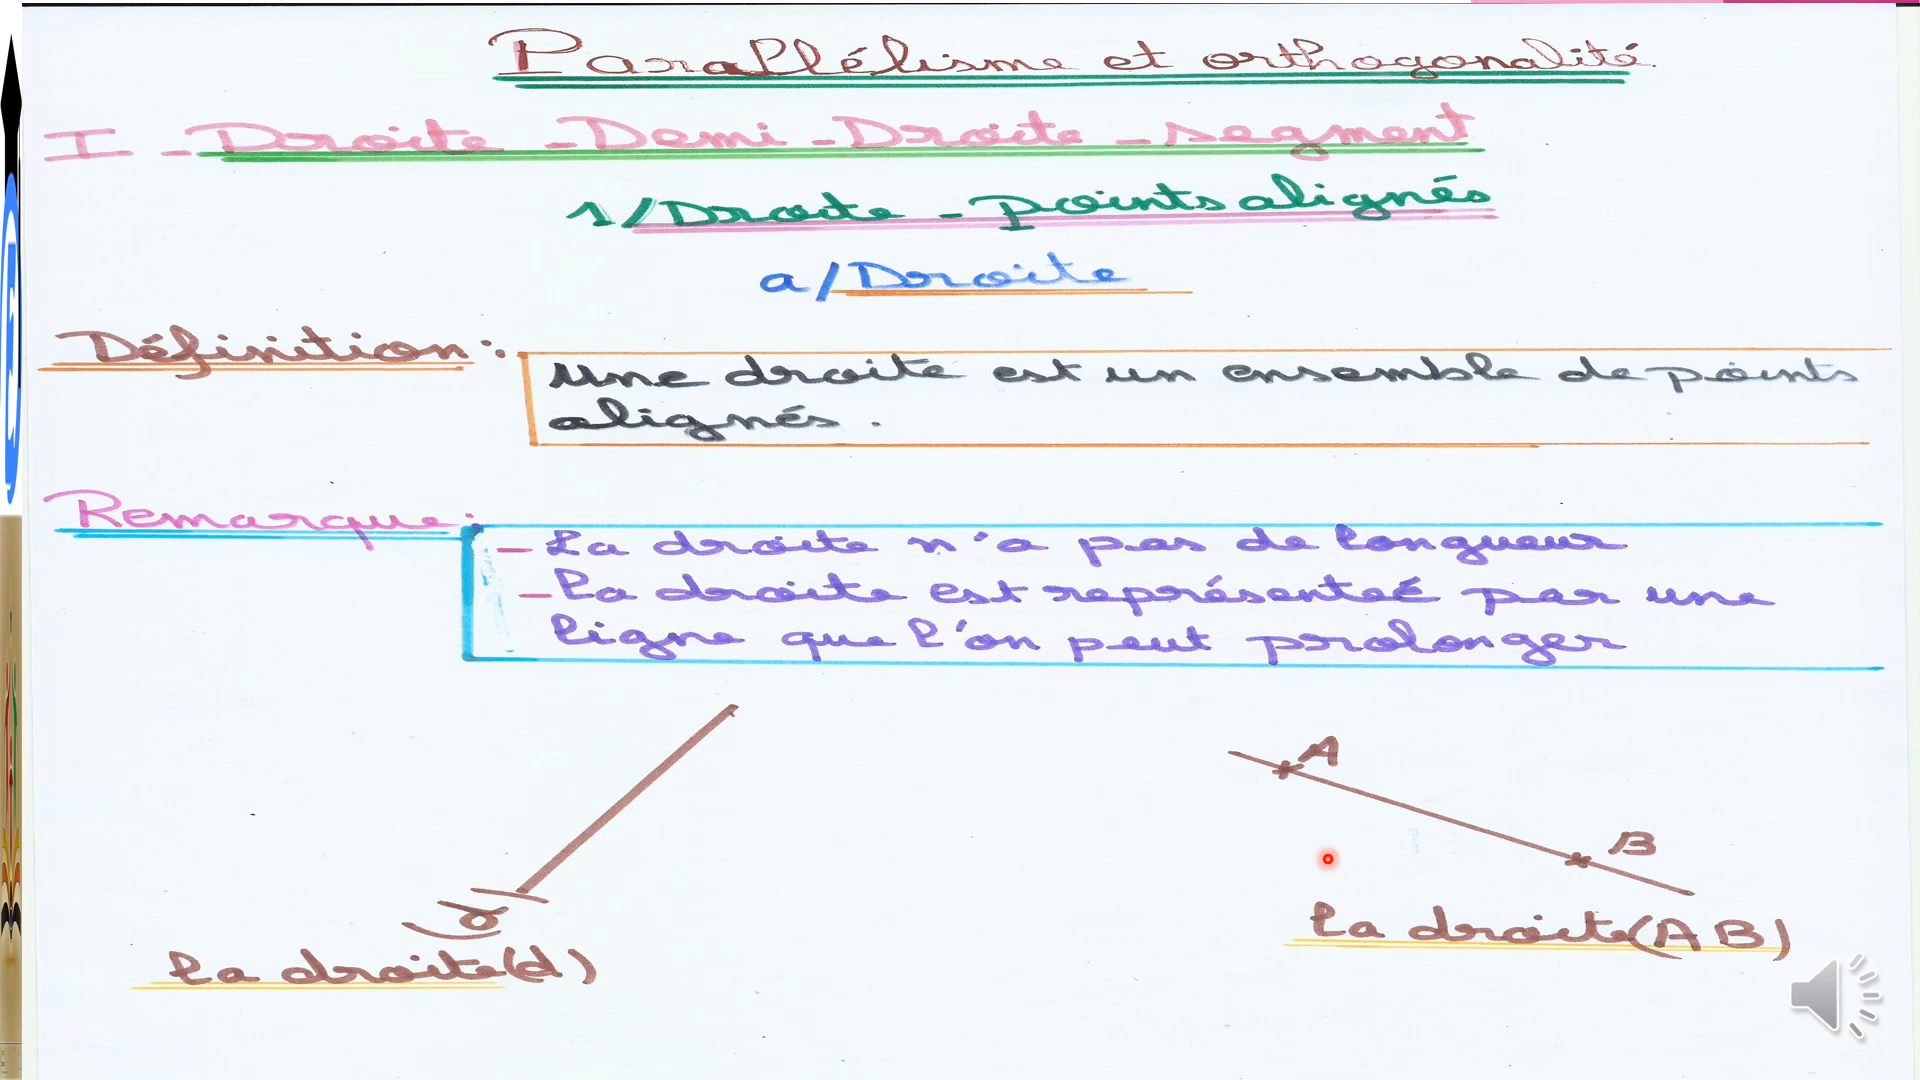 Parallélisme et orthogonalité.
I - Droite - Demi - Droite - segment
1/Droite - points alignés
a/Droite
Définition:
Une droite est un ensemble de points
alignés.
Remarque:
- La droite n'a pas de longueur
- La droite est représenteé par une
ligne que l'on peut prolonger
A
B
(d)
la droite (AB)
la droite (d)